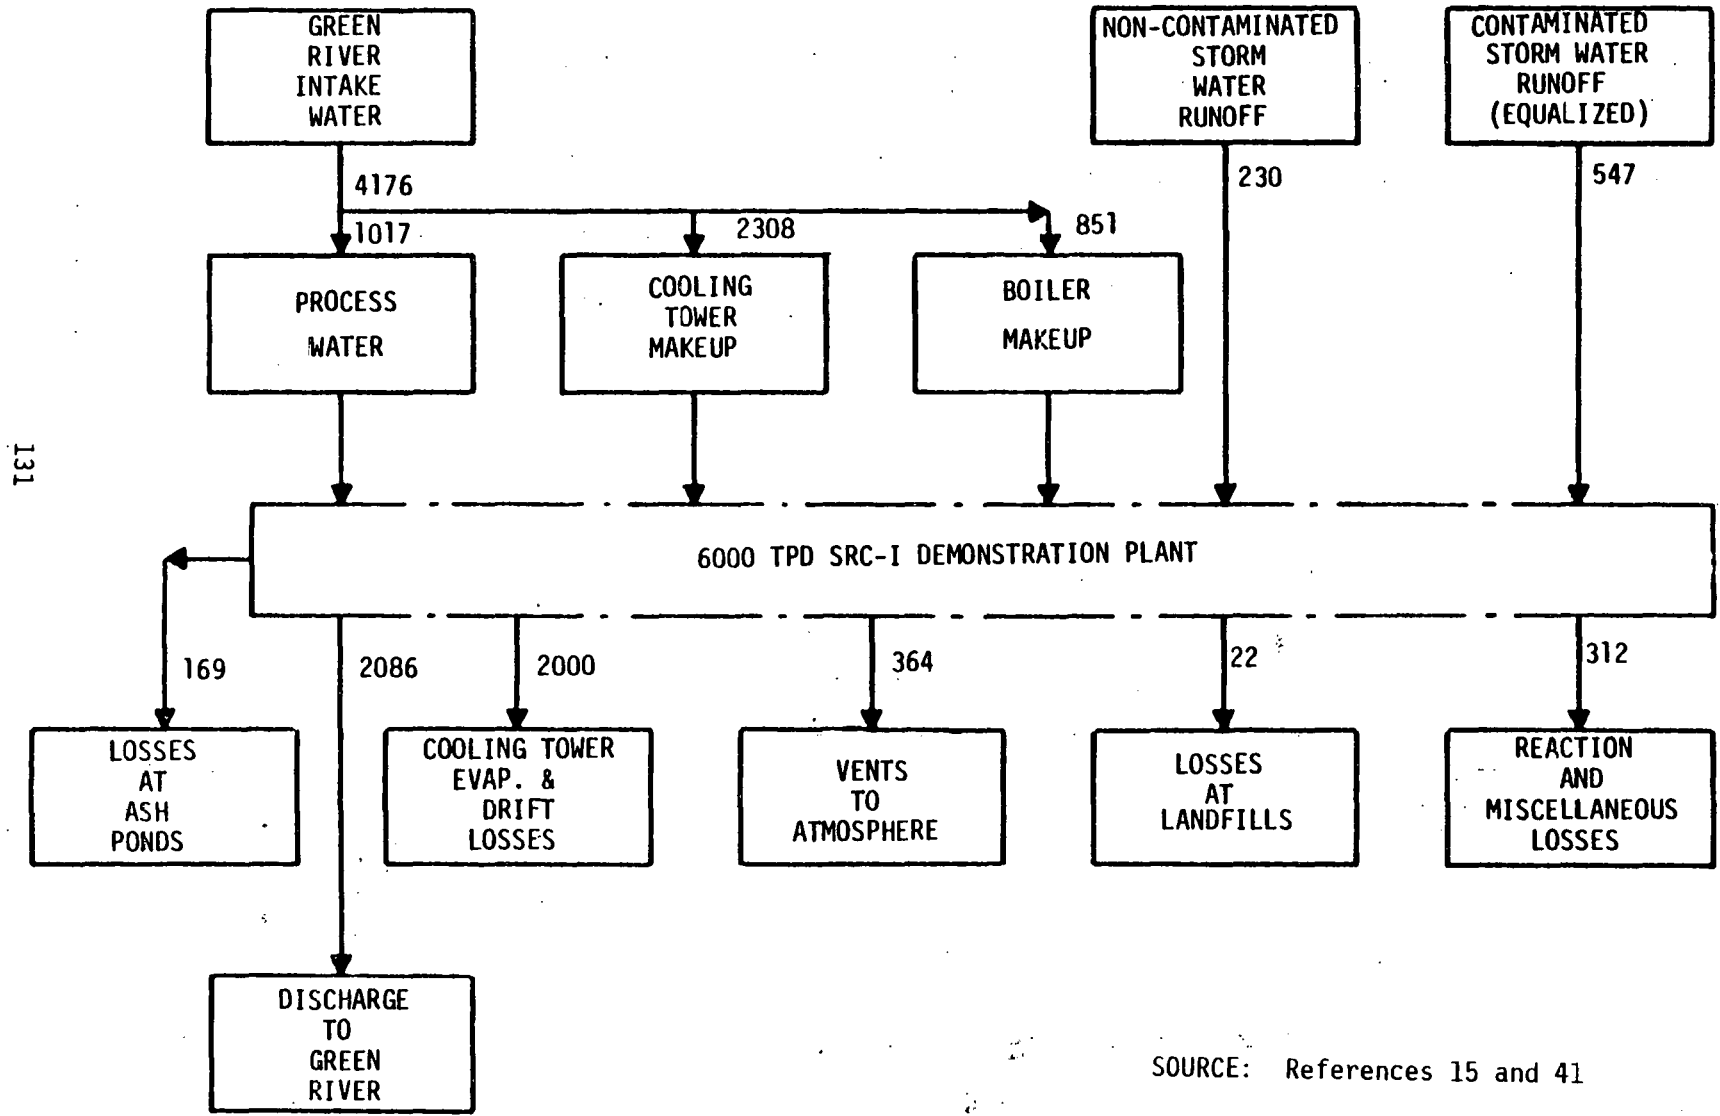 GREEN
RIVER
INTAKE
WATER
NON-CONTAMINATED
STORM
WATER
RUNOFF
CONTAMINATED
STORM WATER
RUNOFF
(EQUALIZED)
4176
230
547
1017
2308
851
PROCESS
WATER
COOLING
TOWER
MAKEUP
BOILER
MAKEUP
131
6000 TPD SRC-I DEMONSTRATION PLANT
169
2086
2000
364
22
312
LOSSES
AT
ASH
PONDS
COOLING TOWER
EVAP. &
DRIFT
LOSSES
VENTS
TO
ATMOSPHERE
LOSSES
AT
LANDFILLS
REACTION
AND
MISCELLANEOUS
LOSSES
DISCHARGE
TO
GREEN
RIVER
SOURCE: References 15 and 41